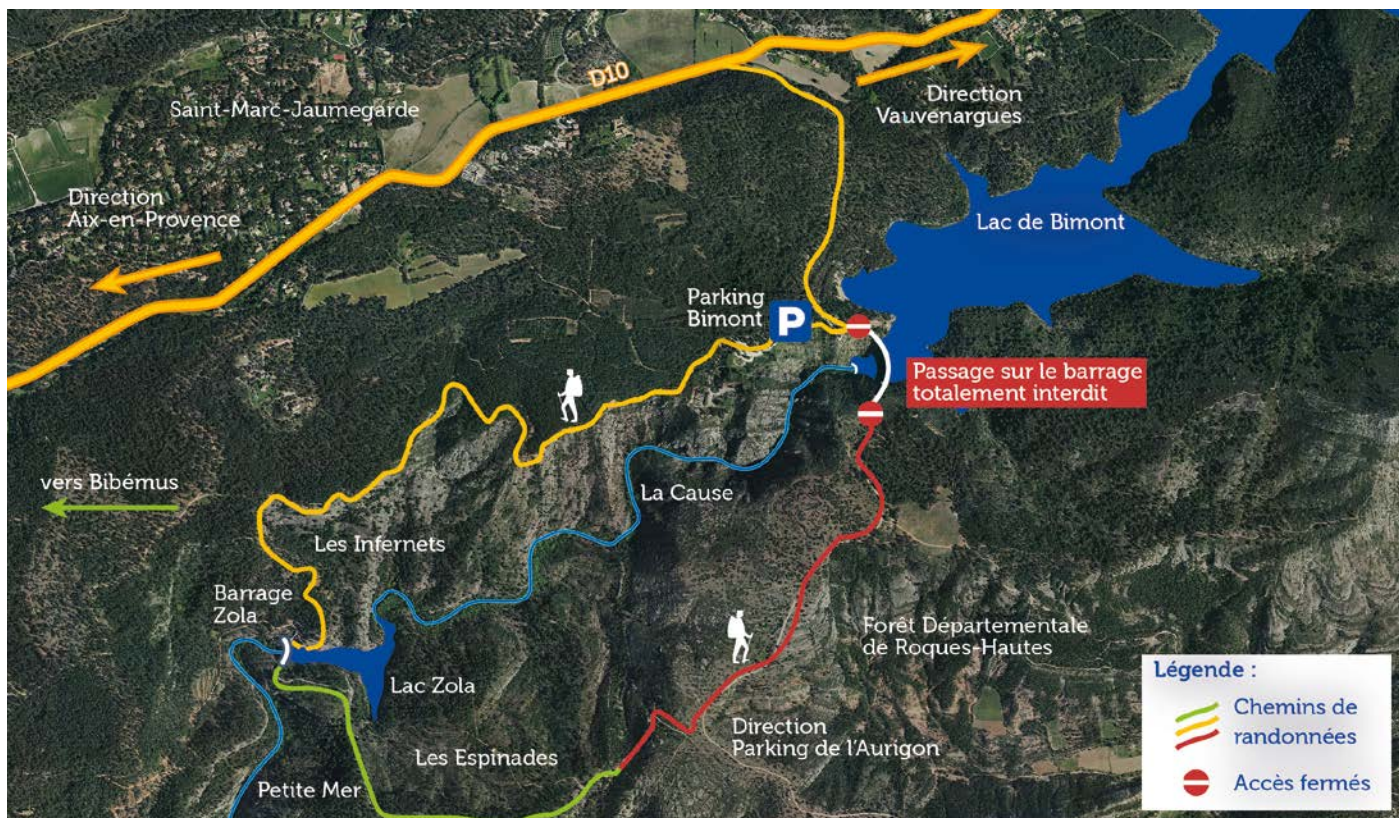 D10
Saint-Marc-Jaumegarde
Direction
Vauvenargues
Direction
Aix-en-Provence
Lac de Bimont
Parking
Bimont
P
Passage sur le barrage
totalement interdit
vers Bibémus
La Cause
Les Infernets
Barrage
Zola
Forêt Départementale
de Roques-Hautes
Lac Zola
Direction
Parking de l'Aurigon
Les Espinades
Petite Mer
Légende :
Chemins de
randonnées
Accès fermés